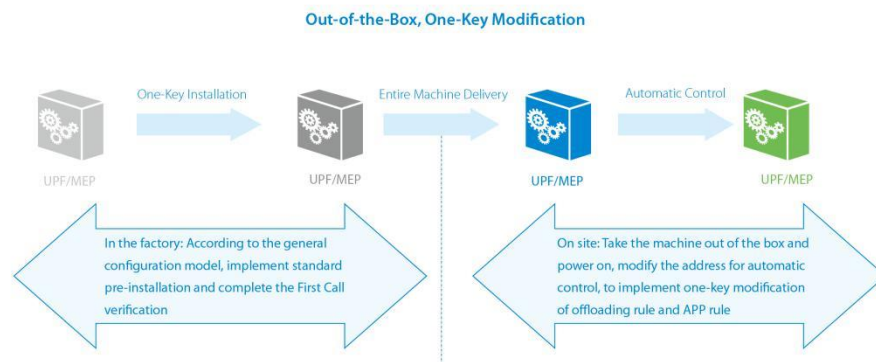 Out-of-the-Box, One-Key Modification
One-Key Installation
Entire Machine Delivery
Automatic Control
UPF/MEP
UPF/MEP
UPF/MEP
UPF/MEP
In the factory: According to the general
configuration model, implement standard
pre-installation and complete the First Call
verification
On site: Take the machine out of the box and
power on, modify the address for automatic
control, to implement one-key modification
of offloading rule and APP rule